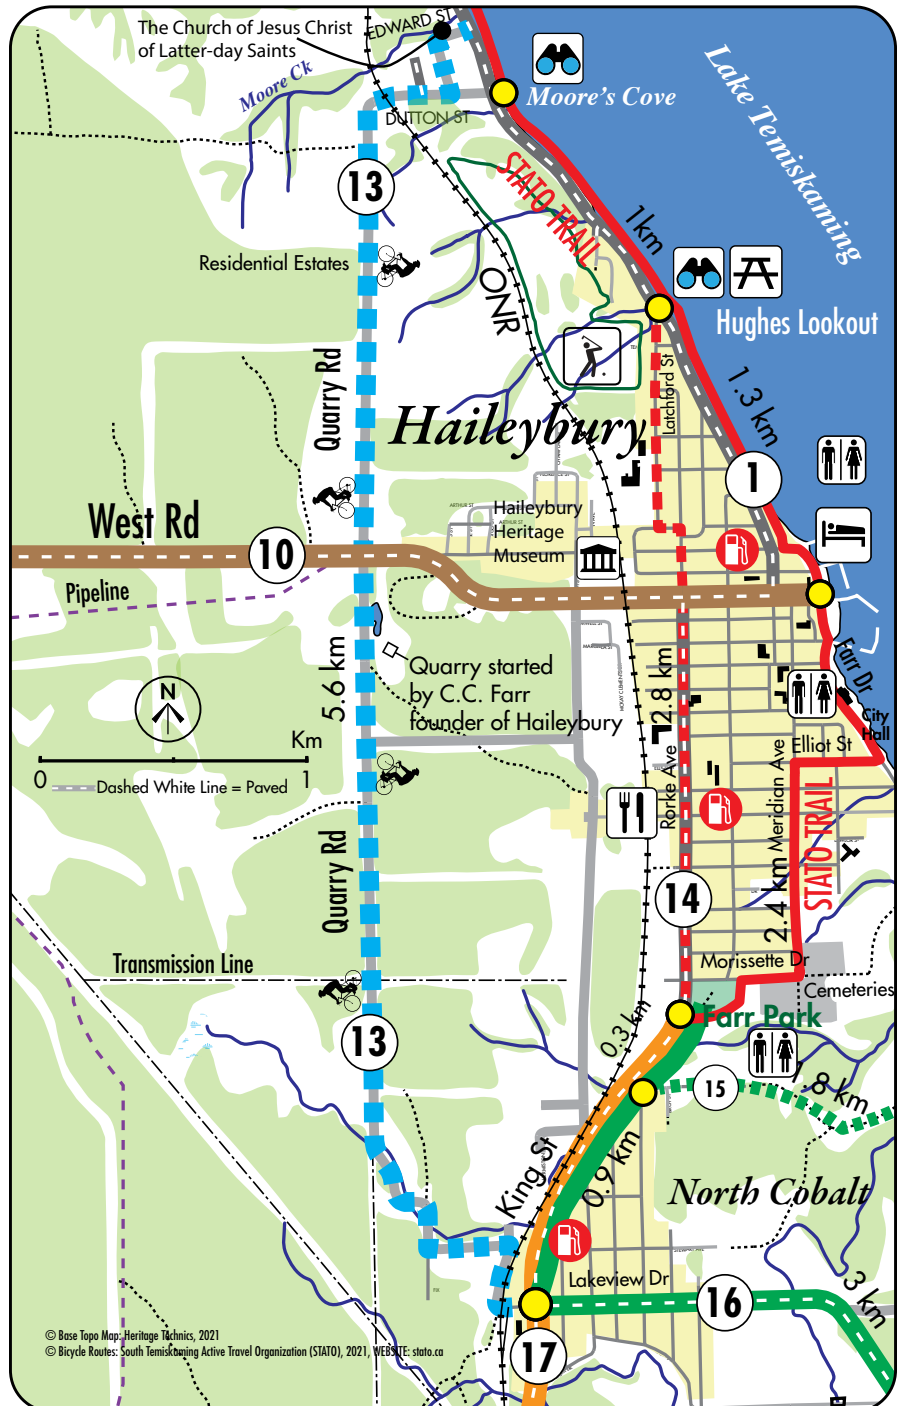 The Church of Jesus Christ
of Latter-day Saints
EDWARD ST
Moore Ck
Moore's Cove
Lake Temiskaming
DUTTON ST
STATO TRAIL
13
1km
Residential Estates
ONR
Hughes Lookout
Quarry Rd
Latchford St
1.3 km
Haileybury
1
West Rd
Haileybury
Heritage
Museum
ARTHUR ST
ARTHUR ST
10
Pipeline
5.6 km
Quarry started
by C.C. Farr
founder of Haileybury
2.8 km
Farr Dr
City
Hall
N
Km
0
1
Dashed White Line = Paved
Elliot St
Rorke Ave
Meridian Ave
STATO TRAIL
Quarry Rd
14
2.4 km
Transmission Line
Morissette Dr
Cemeteries
Farr Park
0.3 km
13
15
1.8 km
King St
0.9 km
North Cobalt
Lakeview Dr
16
3 km
17
© Base Topo Map: Heritage Technics, 2021
© Bicycle Routes: South Temiskaming Active Travel Organization (STATO), 2021, WEBSITE: stato.ca